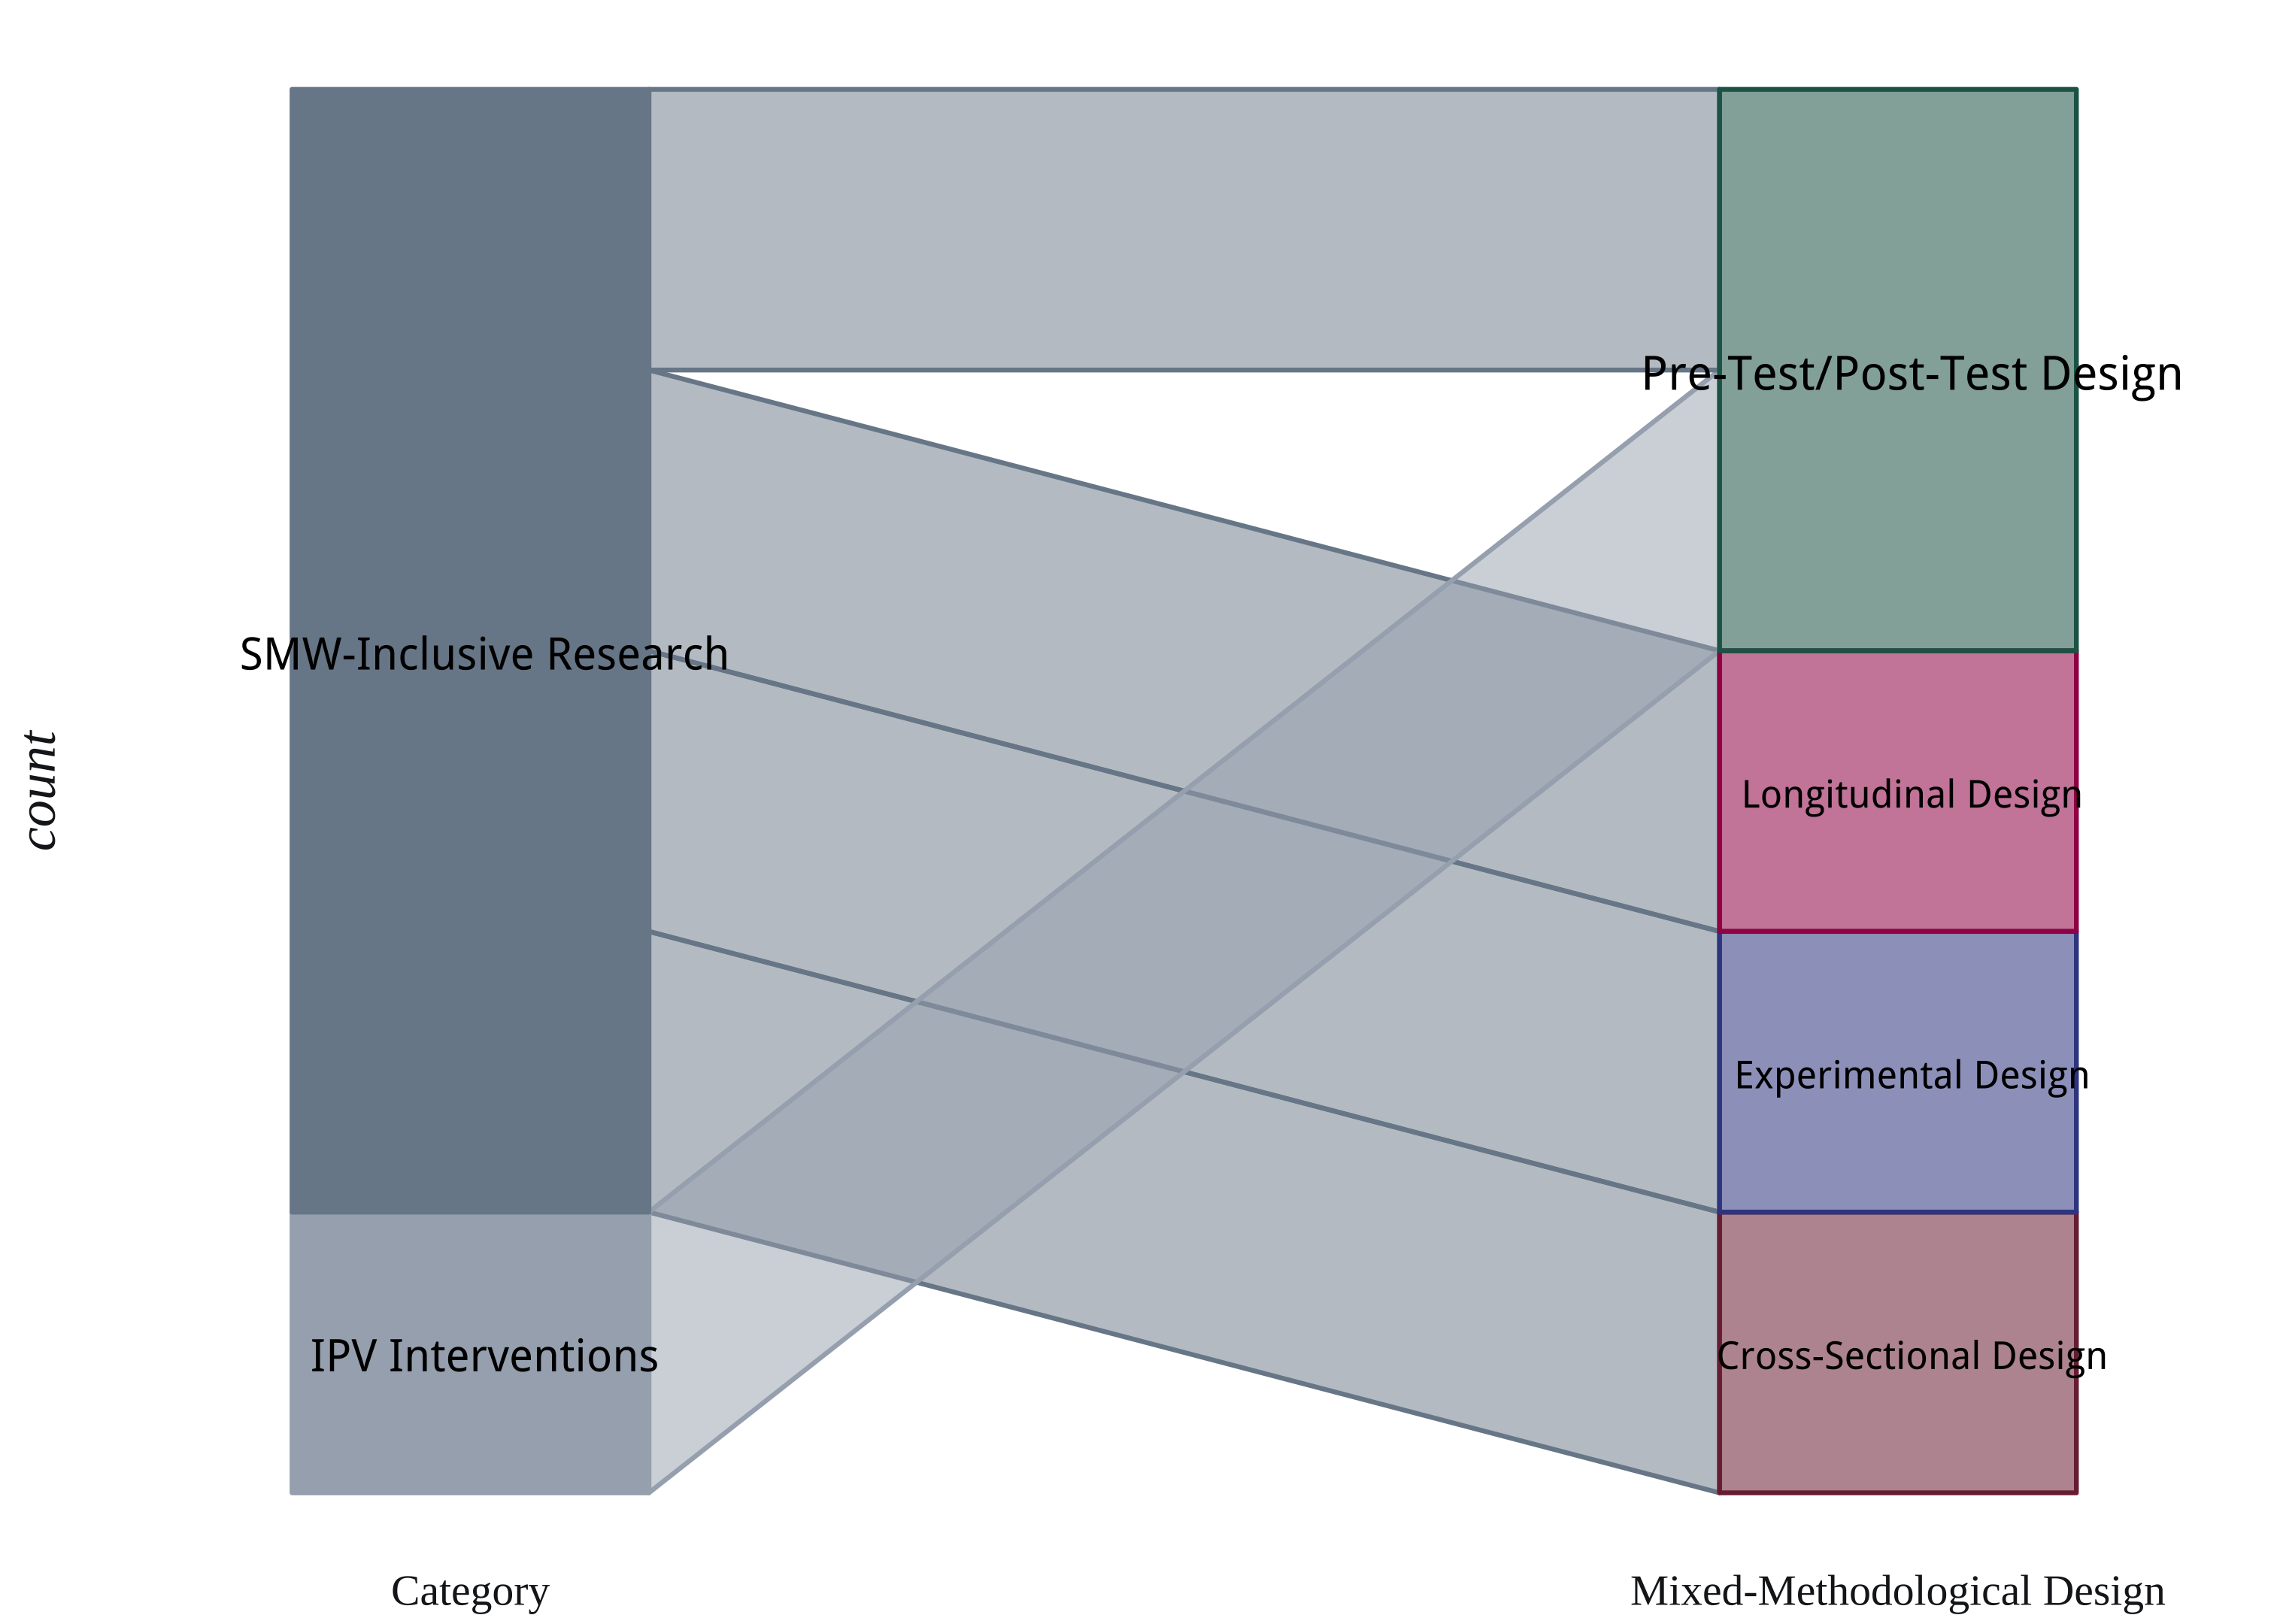 Pre-Test/Post-Test Design
SMW-Inclusive Research
count
Longitudinal Design
Experimental Design
IPV Interventions
Cross-Sectional Design
Category
Mixed-Methodological Design